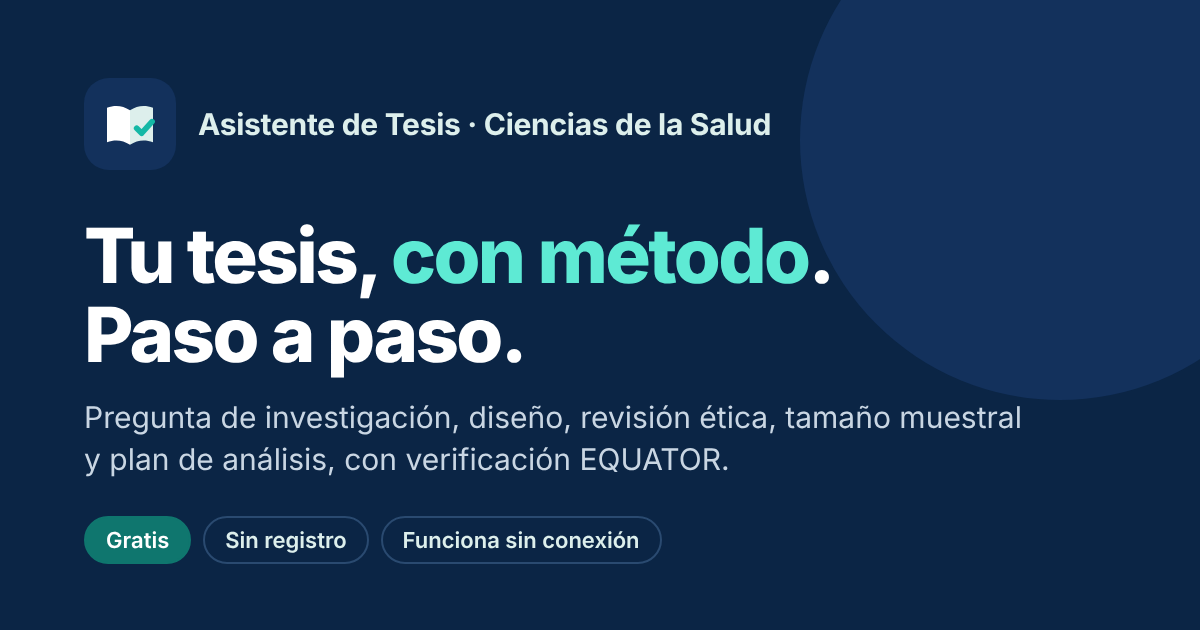 Asistente de Tesis · Ciencias de la Salud
Tu tesis, con método.
Paso a paso.
Pregunta de investigación, diseño, revisión ética, tamaño muestral
y plan de análisis, con verificación EQUATOR.
Gratis
Sin registro
Funciona sin conexión